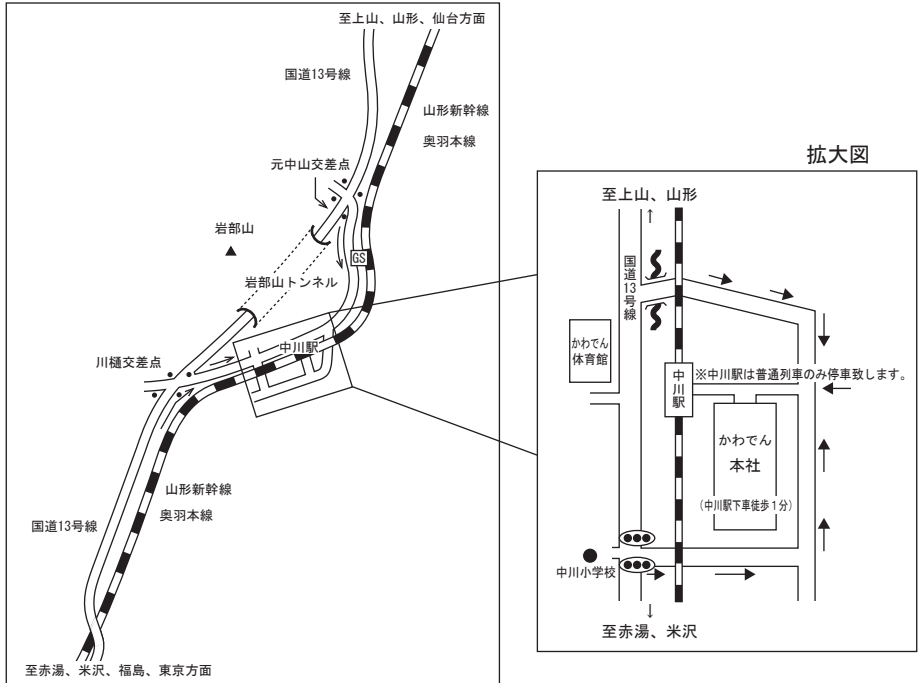 至上山、山形、仙台方面
国道13号線
山形新幹線
奥羽本線
元中山交差点
岩部山
GS
岩部山トンネル
中川駅
川樋交差点
山形新幹線
奥羽本線
国道13号線
至赤湯、米沢、福島、東京方面
拡大図
至上山、山形
↑
国道13号線
かわでん
体育館
中川駅
※中川駅は普通列車のみ停車致します。
かわでん
本社
(中川駅下車徒歩1分)
中川小学校
↓
至赤湯、米沢